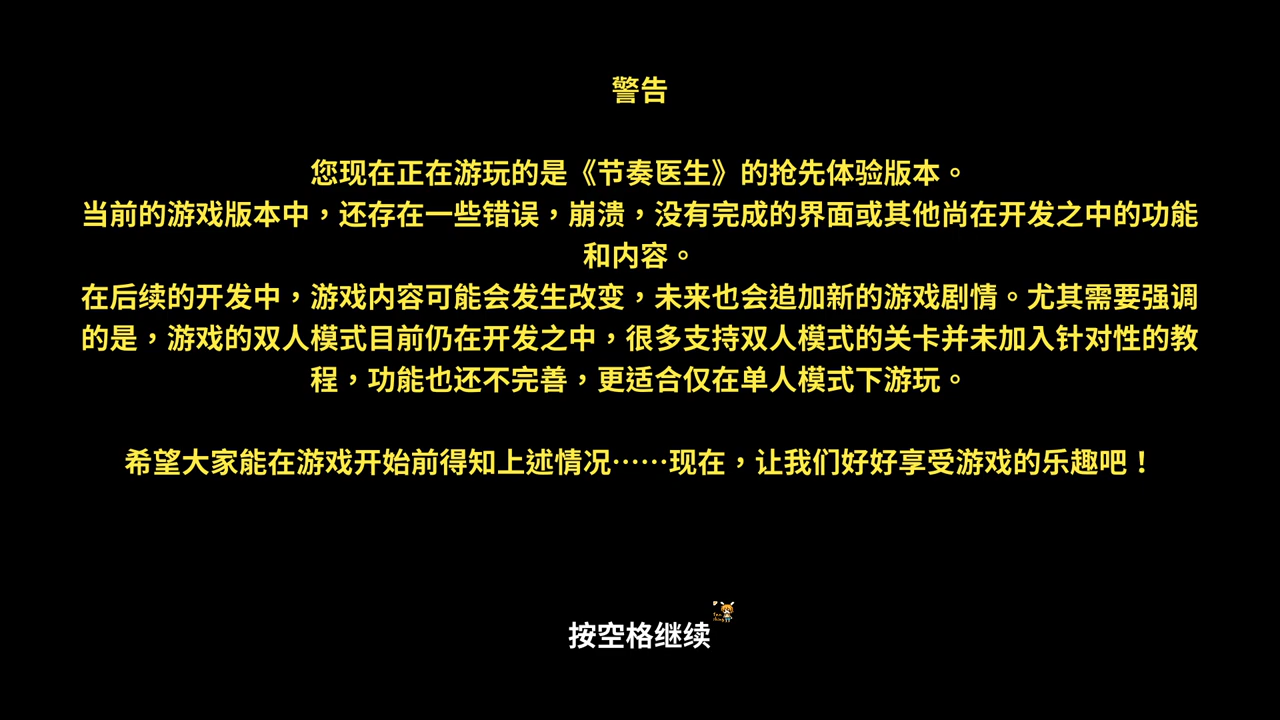 警告
您现在正在游玩的是《节奏医生》的抢先体验版本。
当前的游戏版本中，还存在一些错误，崩溃，没有完成的界面或其他尚在开发之中的功能
和内容。
在后续的开发中，游戏内容可能会发生改变，未来也会追加新的游戏剧情。尤其需要强调
的是，游戏的双人模式目前仍在开发之中，很多支持双人模式的关卡并未加入针对性的教
程，功能也还不完善，更适合仅在单人模式下游玩。
希望大家能在游戏开始前得知上述情况⋯⋯现在，让我们好好享受游戏的乐趣吧！
按空格继续